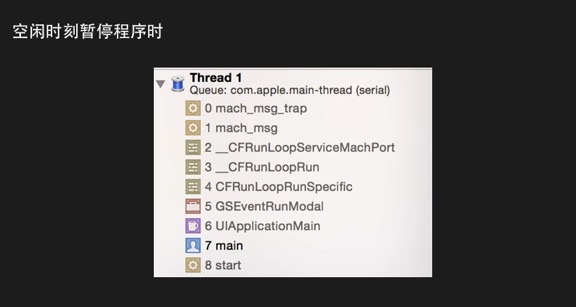 空闲时刻暂停程序时
Thread 1
Queue: com.apple.main-thread (serial)
0 mach_msg_trap
1 mach_msg
2 __CFRunLoopServiceMachPort
3 __CFRunLoopRun
4 CFRunLoopRunSpecific
5 GSEventRunModal
6 UIApplicationMain
7 main
8 start